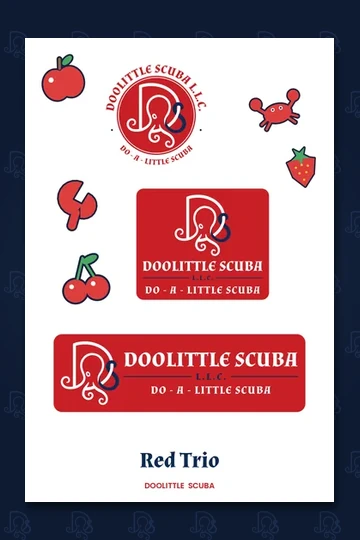 DOOLITTLE SCUBA L.L.C.
DO - A - LITTLE SCUBA
DOOLITTLE SCUBA
L.L.C.
DO - A - LITTLE SCUBA
DOOLITTLE SCUBA
L.L.C.
DO - A - LITTLE SCUBA
Red Trio
DOOLITTLE SCUBA